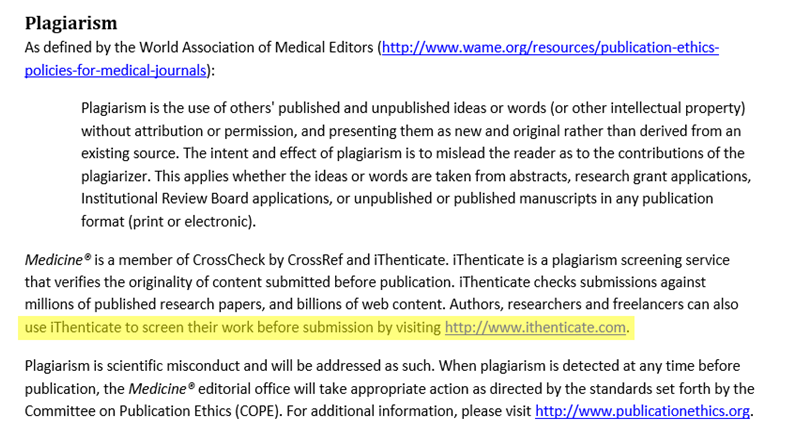 Plagiarism
As defined by the World Association of Medical Editors (http://www.wame.org/resources/publication-ethics-
policies-for-medical-journals):
Plagiarism is the use of others' published and unpublished ideas or words (or other intellectual property)
without attribution or permission, and presenting them as new and original rather than derived from an
existing source. The intent and effect of plagiarism is to mislead the reader as to the contributions of the
plagiarizer. This applies whether the ideas or words are taken from abstracts, research grant applications,
Institutional Review Board applications, or unpublished or published manuscripts in any publication
format (print or electronic).
Medicine® is a member of CrossCheck by CrossRef and iThenticate. iThenticate is a plagiarism screening service
that verifies the originality of content submitted before publication. iThenticate checks submissions against
millions of published research papers, and billions of web content. Authors, researchers and freelancers can also
use iThenticate to screen their work before submission by visiting http://www.ithenticate.com.
Plagiarism is scientific misconduct and will be addressed as such. When plagiarism is detected at any time before
publication, the Medicine® editorial office will take appropriate action as directed by the standards set forth by the
Committee on Publication Ethics (COPE). For additional information, please visit http://www.publicationethics.org.